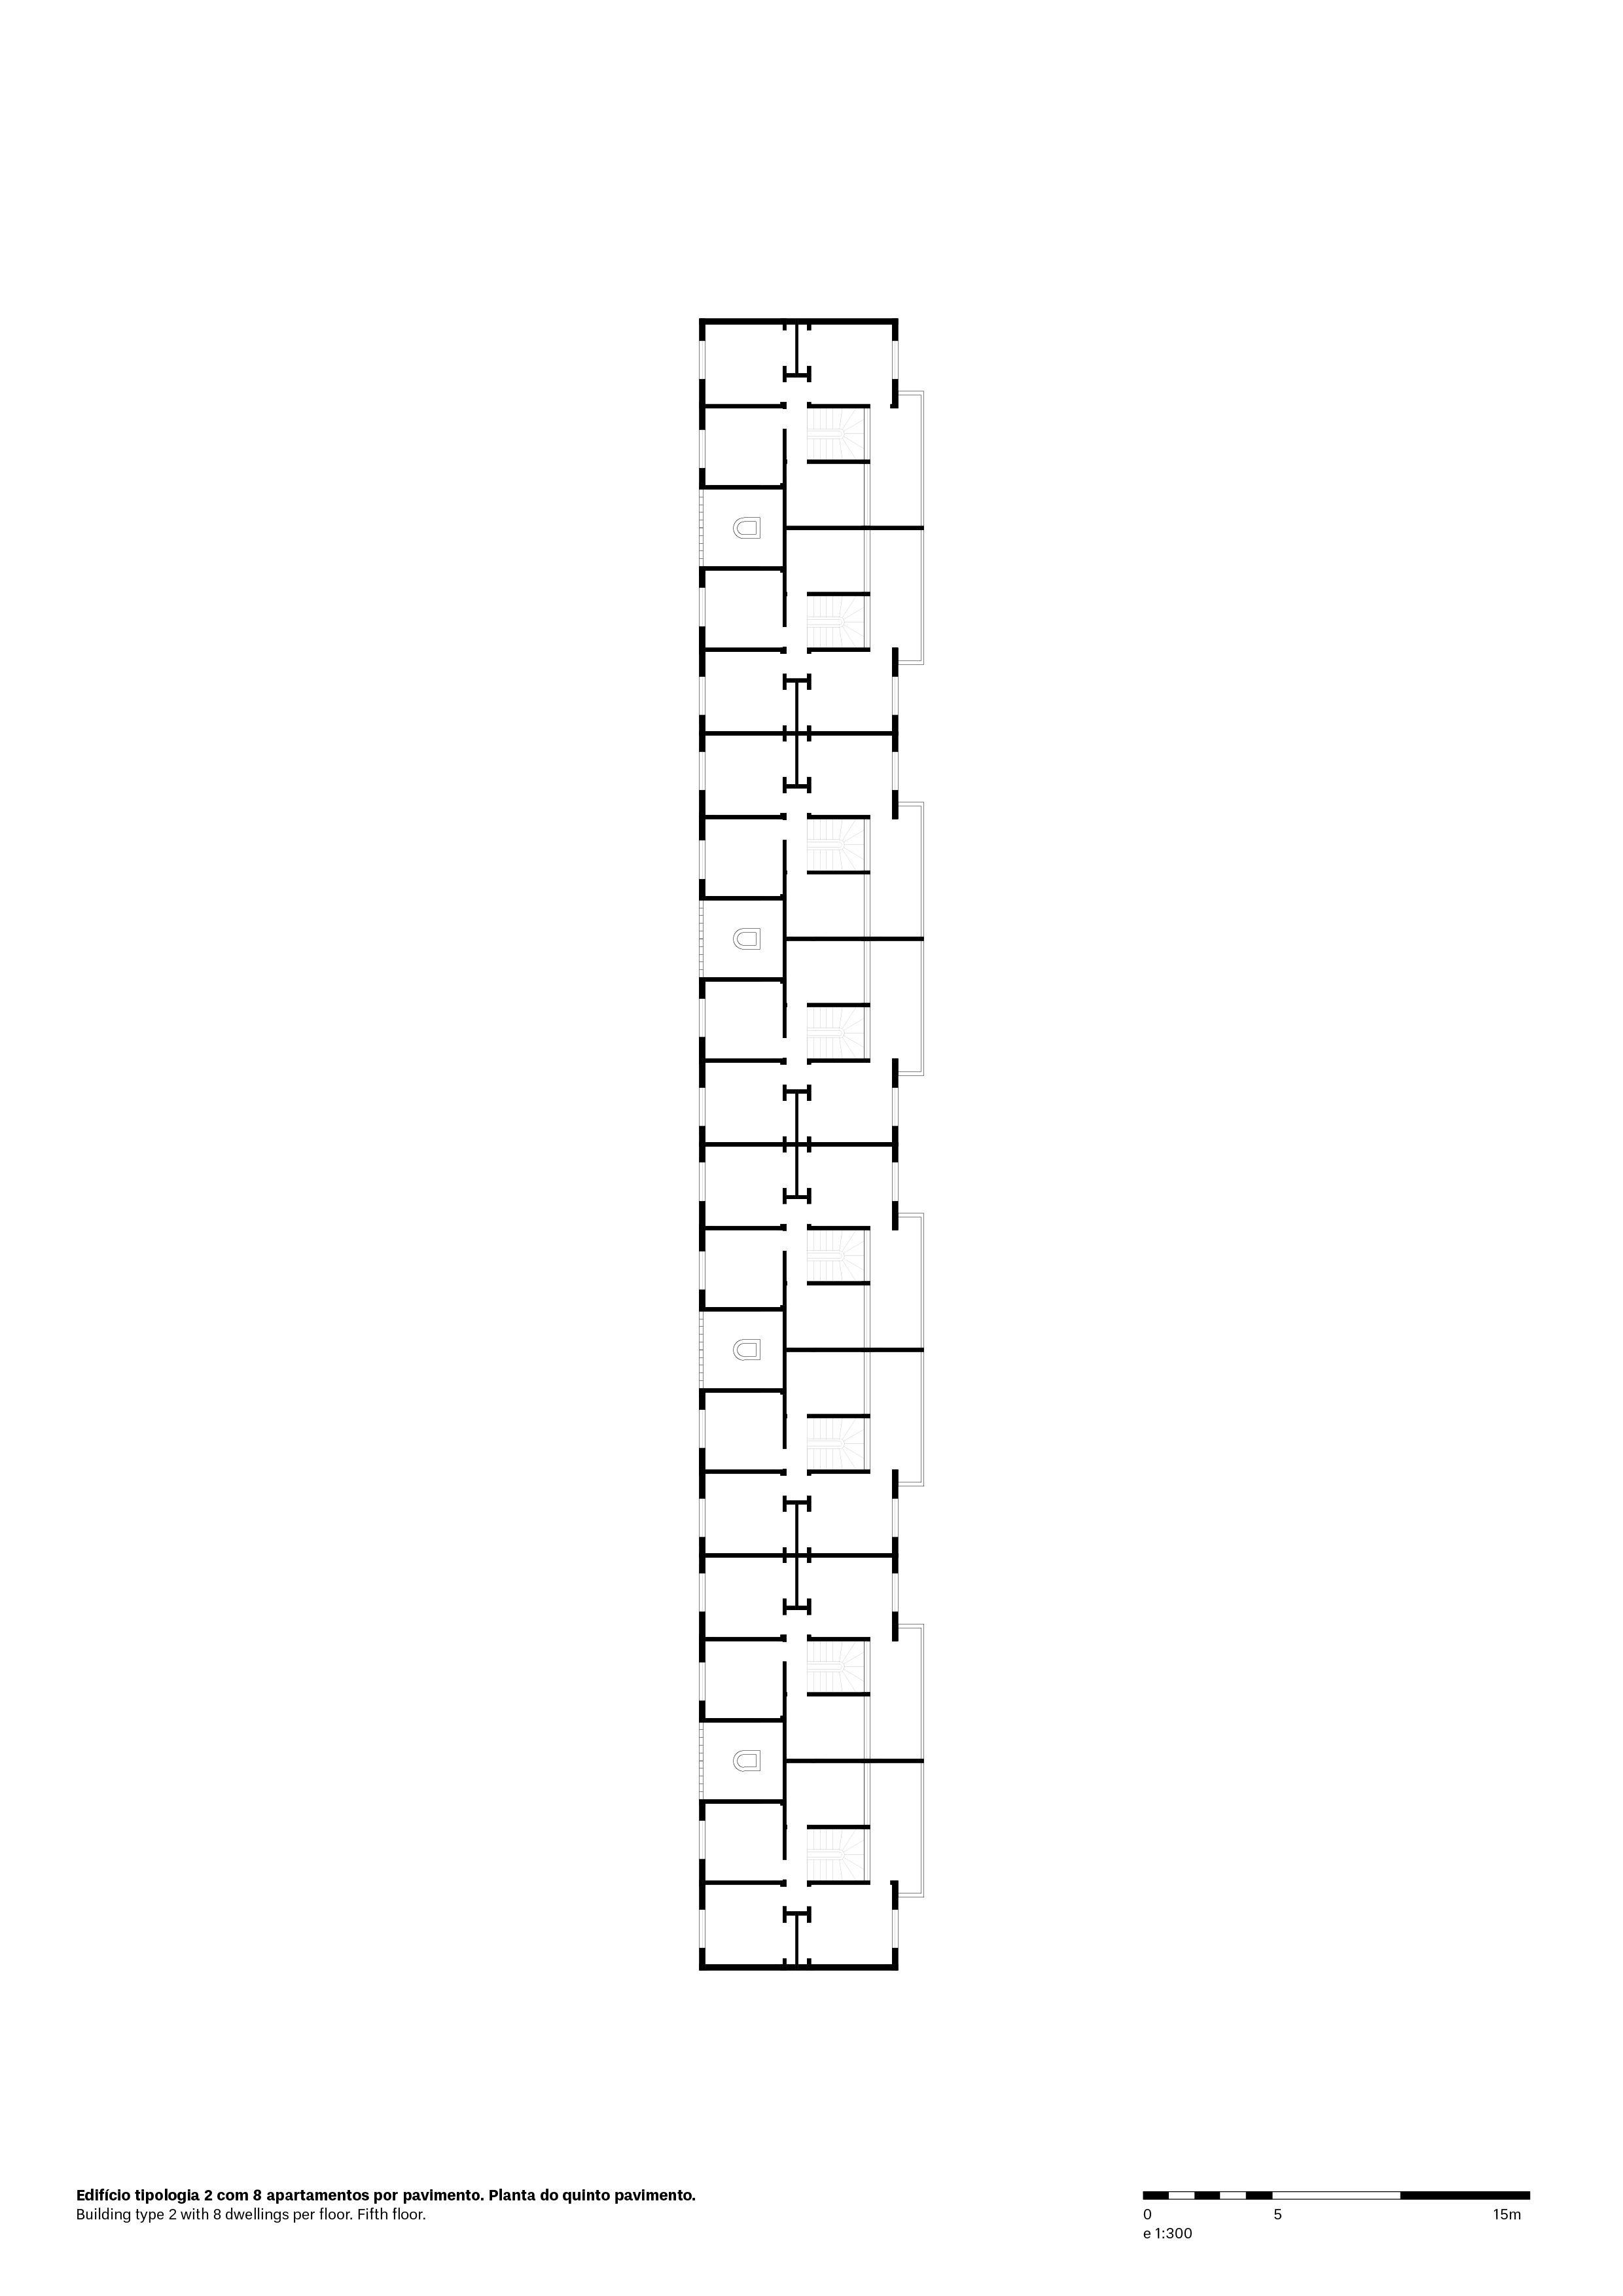 Edifício tipologia 2 com 8 apartamentos por pavimento. Planta do quinto pavimento.
Building type 2 with 8 dwellings per floor. Fifth floor.
0 5 15m
e 1:300